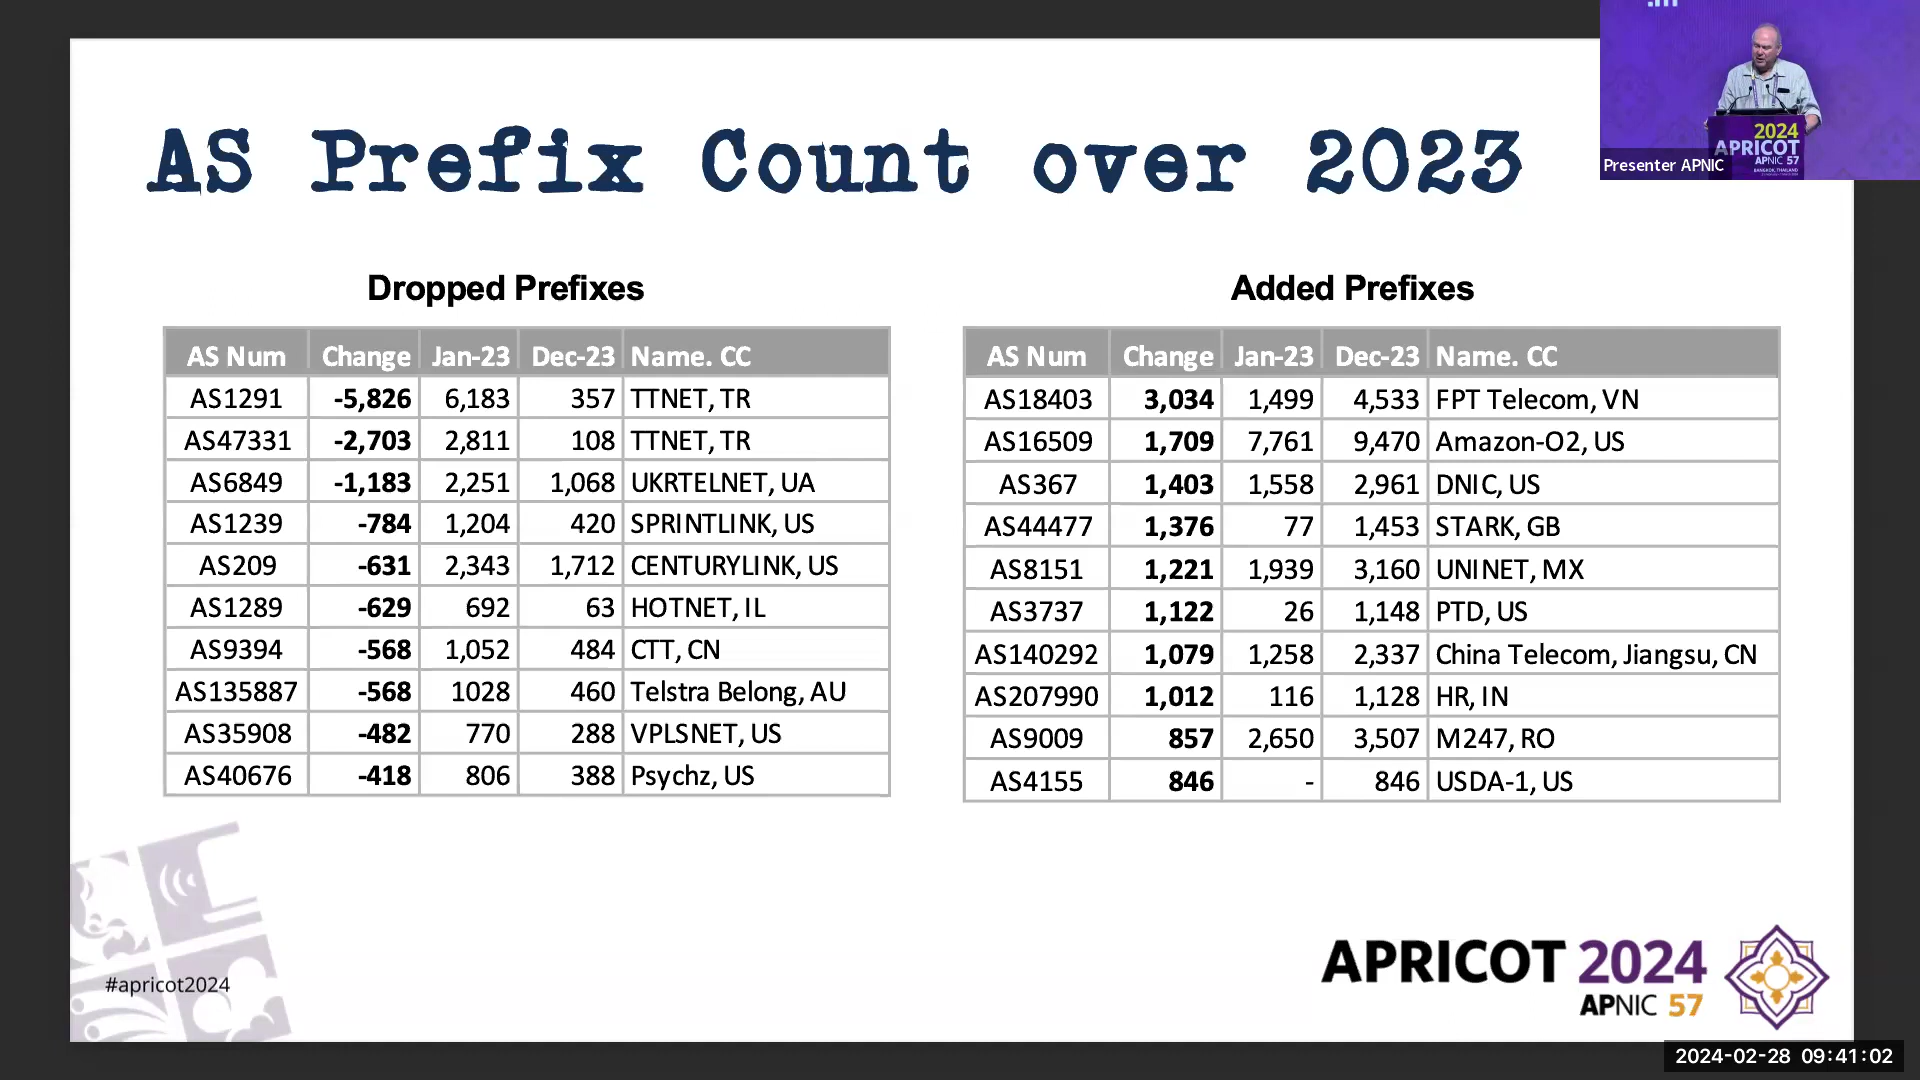 AS Prefix Count over 2023
2024
APRICOT
APNIC 57
BANGKOK, THAILAND
Presenter APNIC
Dropped Prefixes
AS Num Change Jan-23 Dec-23 Name. CC
AS1291 -5,826 6,183 357 TTNET, TR
AS47331 -2,703 2,811 108 TTNET, TR
AS6849 -1,183 2,251 1,068 UKRTELNET, UA
AS1239 -784 1,204 420 SPRINTLINK, US
AS209 -631 2,343 1,712 CENTURYLINK, US
AS1289 -629 692 63 HOTNET, IL
AS9394 -568 1,052 484 CTT, CN
AS135887 -568 1028 460 Telstra Belong, AU
AS35908 -482 770 288 VPLSNET, US
AS40676 -418 806 388 Psychz, US
Added Prefixes
AS Num Change Jan-23 Dec-23 Name. CC
AS18403 3,034 1,499 4,533 FPT Telecom, VN
AS16509 1,709 7,761 9,470 Amazon-O2, US
AS367 1,403 1,558 2,961 DNIC, US
AS44477 1,376 77 1,453 STARK, GB
AS8151 1,221 1,939 3,160 UNINET, MX
AS3737 1,122 26 1,148 PTD, US
AS140292 1,079 1,258 2,337 China Telecom, Jiangsu, CN
AS207990 1,012 116 1,128 HR, IN
AS9009 857 2,650 3,507 M247, RO
AS4155 846 - 846 USDA-1, US
#apricot2024
APRICOT 2024
APNIC 57
2024-02-28 09:41:02